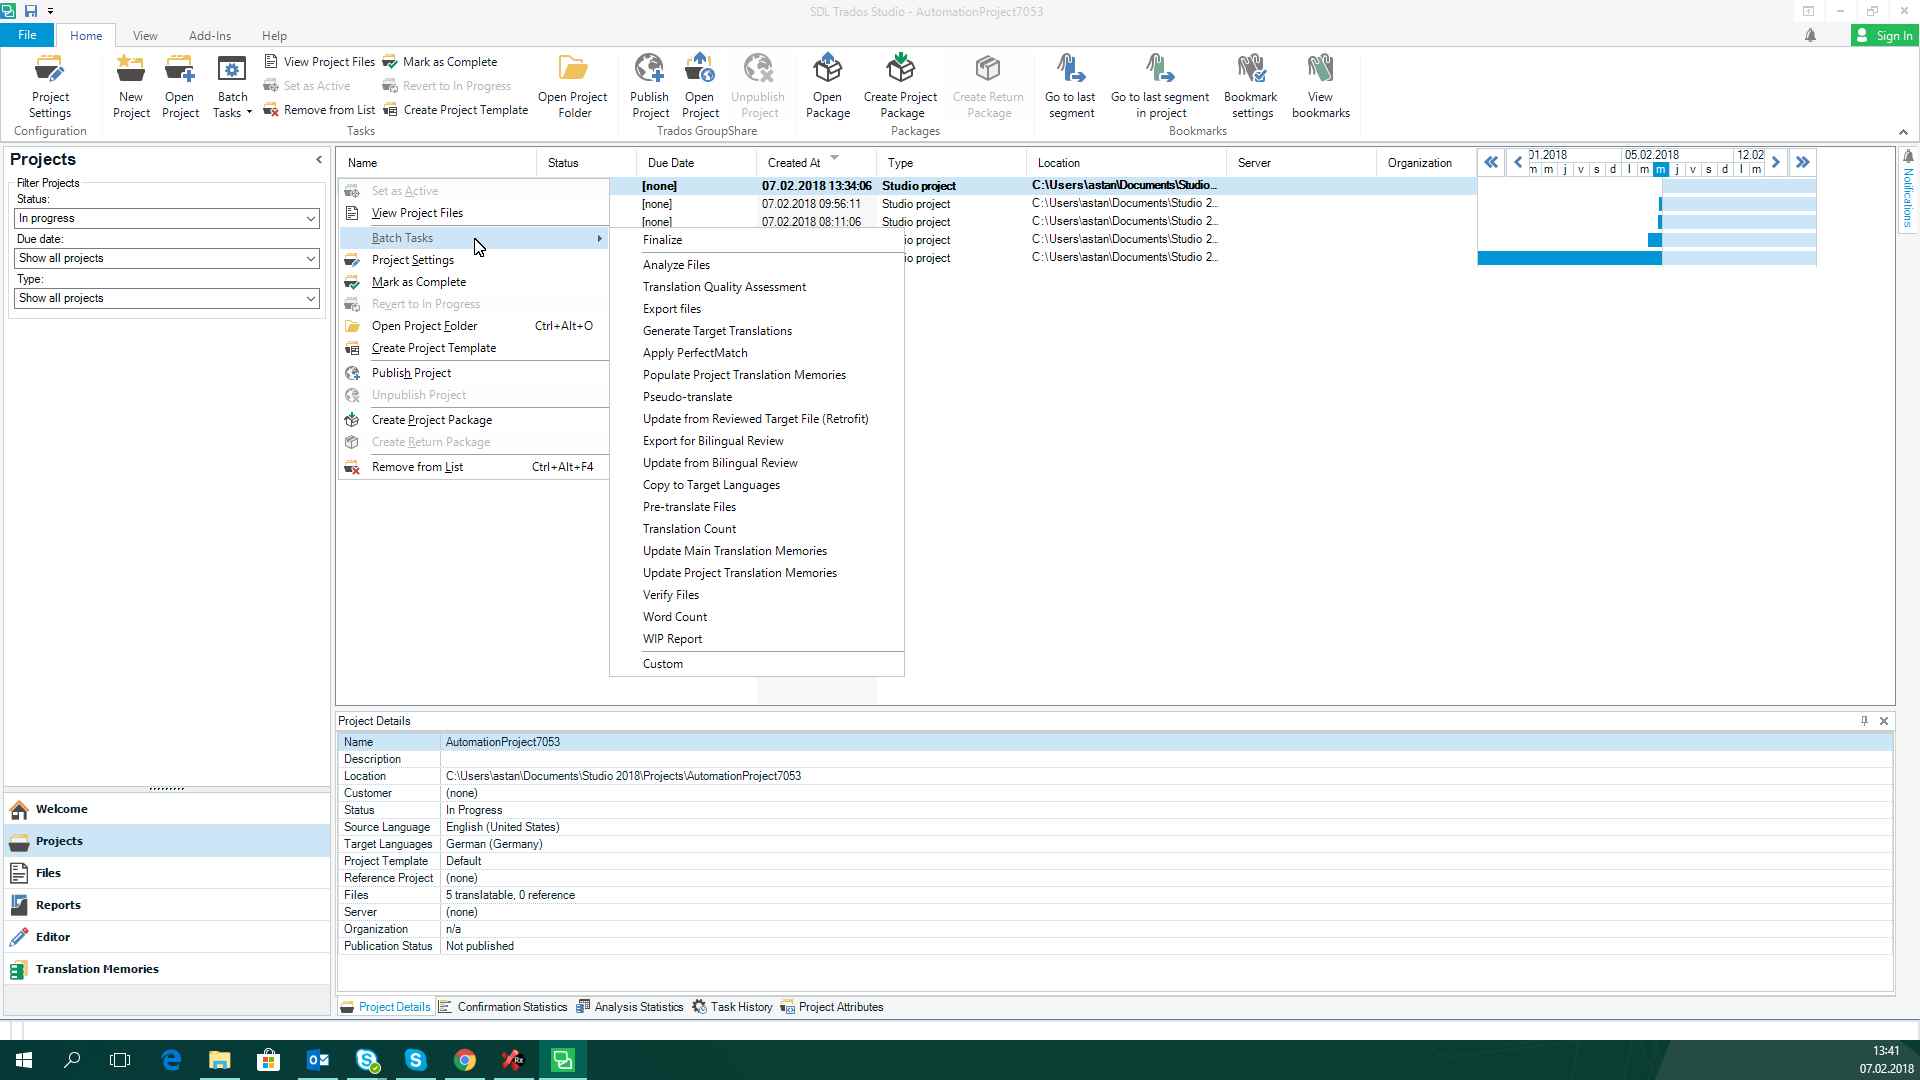 SDL Trados Studio - AutomationProject7053
File
Home
View
Add-Ins
Help
Sign In
Project Settings
Configuration
New Project
Open Project
Batch Tasks
View Project Files
Set as Active
Remove from List
Mark as Complete
Revert to In Progress
Create Project Template
Open Project Folder
Tasks
Publish Project
Open Project
Unpublish Project
Trados GroupShare
Open Package
Create Project Package
Create Return Package
Packages
Go to last segment
Go to last segment in project
Bookmark settings
View bookmarks
Bookmarks
Projects
Filter Projects
Status:
In progress
Due date:
Show all projects
Type:
Show all projects
Name Status Due Date Created At Type Location Server Organization
01.2018 05.02.2018 12.02
m m j v s d l m m j v s d l m
[none] 07.02.2018 13:34:06 Studio project C:\Users\astan\Documents\Studio...
[none] 07.02.2018 09:56:11 Studio project C:\Users\astan\Documents\Studio 2...
[none] 07.02.2018 08:11:06 Studio project C:\Users\astan\Documents\Studio 2...
io project C:\Users\astan\Documents\Studio 2...
io project C:\Users\astan\Documents\Studio 2...
Notifications
Set as Active
View Project Files
Batch Tasks
Project Settings
Mark as Complete
Revert to In Progress
Open Project Folder Ctrl+Alt+O
Create Project Template
Publish Project
Unpublish Project
Create Project Package
Create Return Package
Remove from List Ctrl+Alt+F4
Finalize
Analyze Files
Translation Quality Assessment
Export files
Generate Target Translations
Apply PerfectMatch
Populate Project Translation Memories
Pseudo-translate
Update from Reviewed Target File (Retrofit)
Export for Bilingual Review
Update from Bilingual Review
Copy to Target Languages
Pre-translate Files
Translation Count
Update Main Translation Memories
Update Project Translation Memories
Verify Files
Word Count
WIP Report
Custom
Project Details
Name AutomationProject7053
Description
Location C:\Users\astan\Documents\Studio 2018\Projects\AutomationProject7053
Customer (none)
Status In Progress
Source Language English (United States)
Target Languages German (Germany)
Project Template Default
Reference Project (none)
Files 5 translatable, 0 reference
Server (none)
Organization n/a
Publication Status Not published
Welcome
Projects
Files
Reports
Editor
Translation Memories
Project Details
Confirmation Statistics
Analysis Statistics
Task History
Project Attributes
13:41
07.02.2018